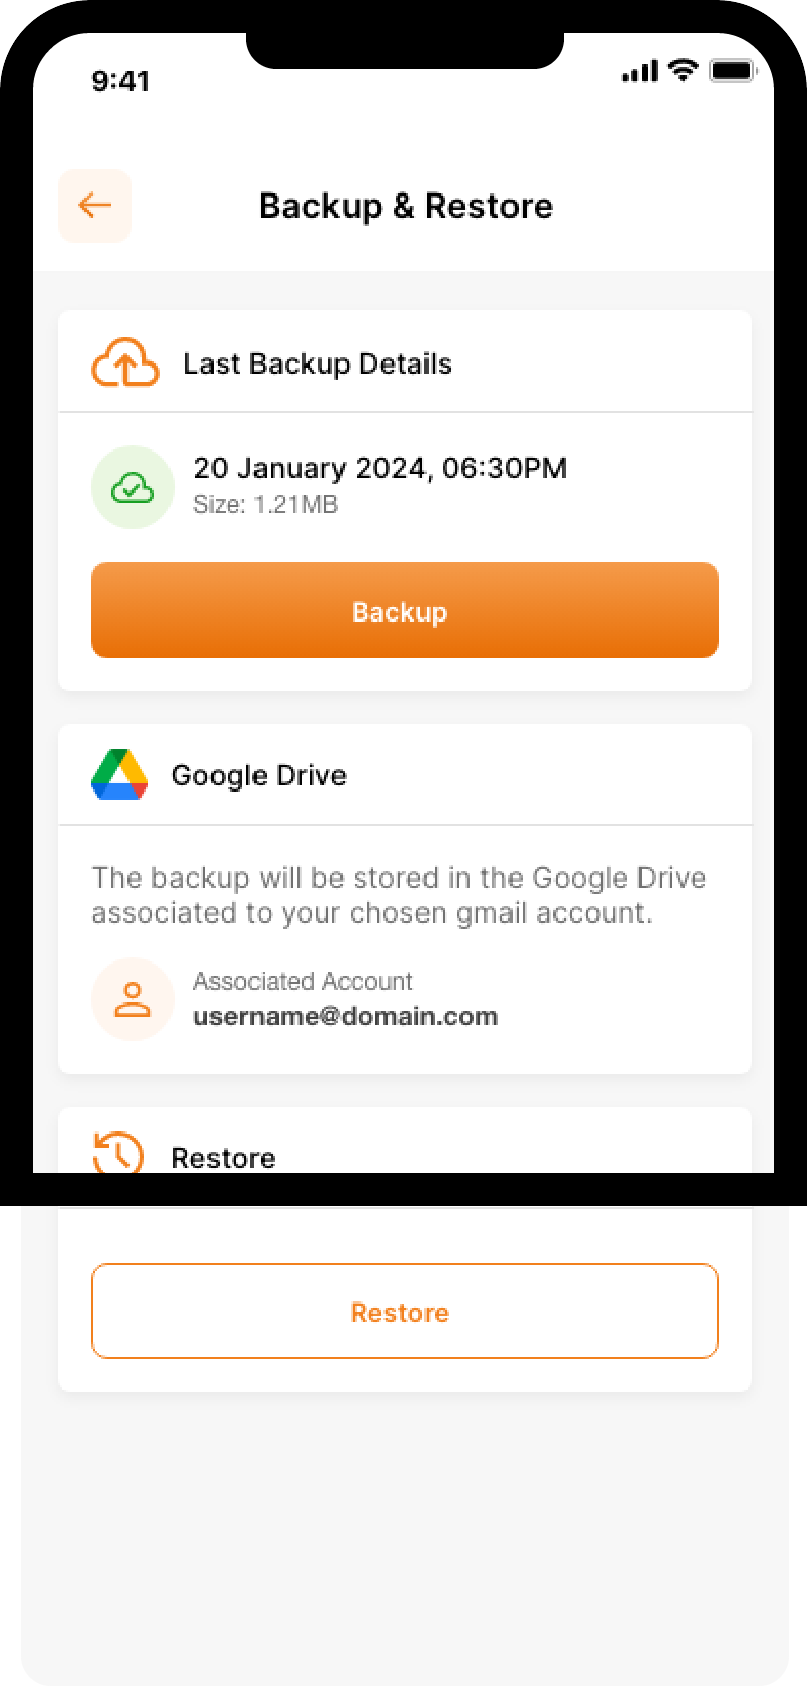 9:41
Backup & Restore
Last Backup Details
20 January 2024, 06:30PM
Size: 1.21MB
Backup
Google Drive
The backup will be stored in the Google Drive
associated to your chosen gmail account.
Associated Account
username@domain.com
Restore
Restore